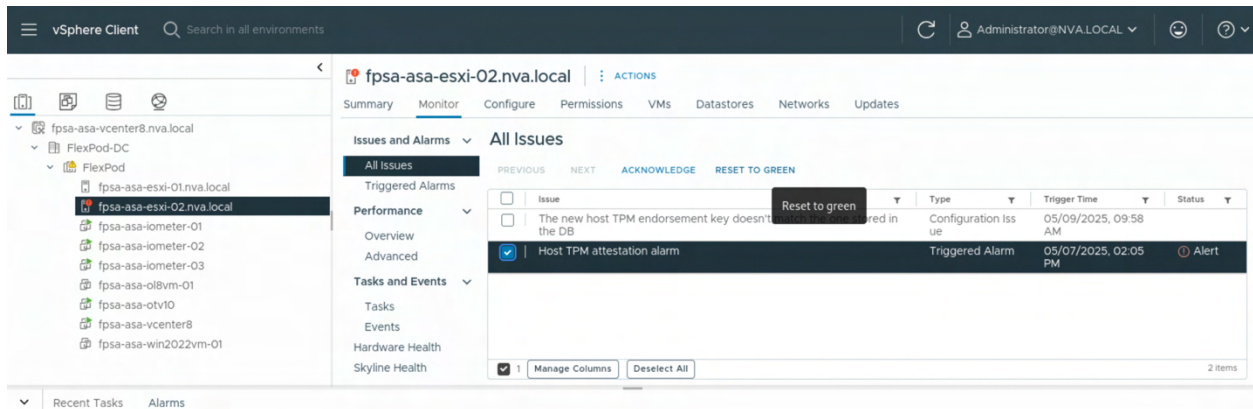 vSphere Client
Search in all environments
Administrator@NVA.LOCAL
fpsa-asa-vcenter8.nva.local
FlexPod-DC
FlexPod
fpsa-asa-esxi-01.nva.local
fpsa-asa-esxi-02.nva.local
fpsa-asa-iometer-01
fpsa-asa-iometer-02
fpsa-asa-iometer-03
fpsa-asa-ol8vm-01
fpsa-asa-otv10
fpsa-asa-vcenter8
fpsa-asa-win2022vm-01
fpsa-asa-esxi-02.nva.local ACTIONS
Summary Monitor Configure Permissions VMs Datastores Networks Updates
Issues and Alarms
All Issues
Triggered Alarms
Performance
Overview
Advanced
Tasks and Events
Tasks
Events
Hardware Health
Skyline Health
All Issues
PREVIOUS NEXT ACKNOWLEDGE RESET TO GREEN
Reset to green
Issue Type Trigger Time Status
The new host TPM endorsement key doesn't match the one stored in
the DB
Configuration Iss
ue
05/09/2025, 09:58
AM
Host TPM attestation alarm
Triggered Alarm
05/07/2025, 02:05
PM
Alert
1 Manage Columns Deselect All 2 items
Recent Tasks Alarms